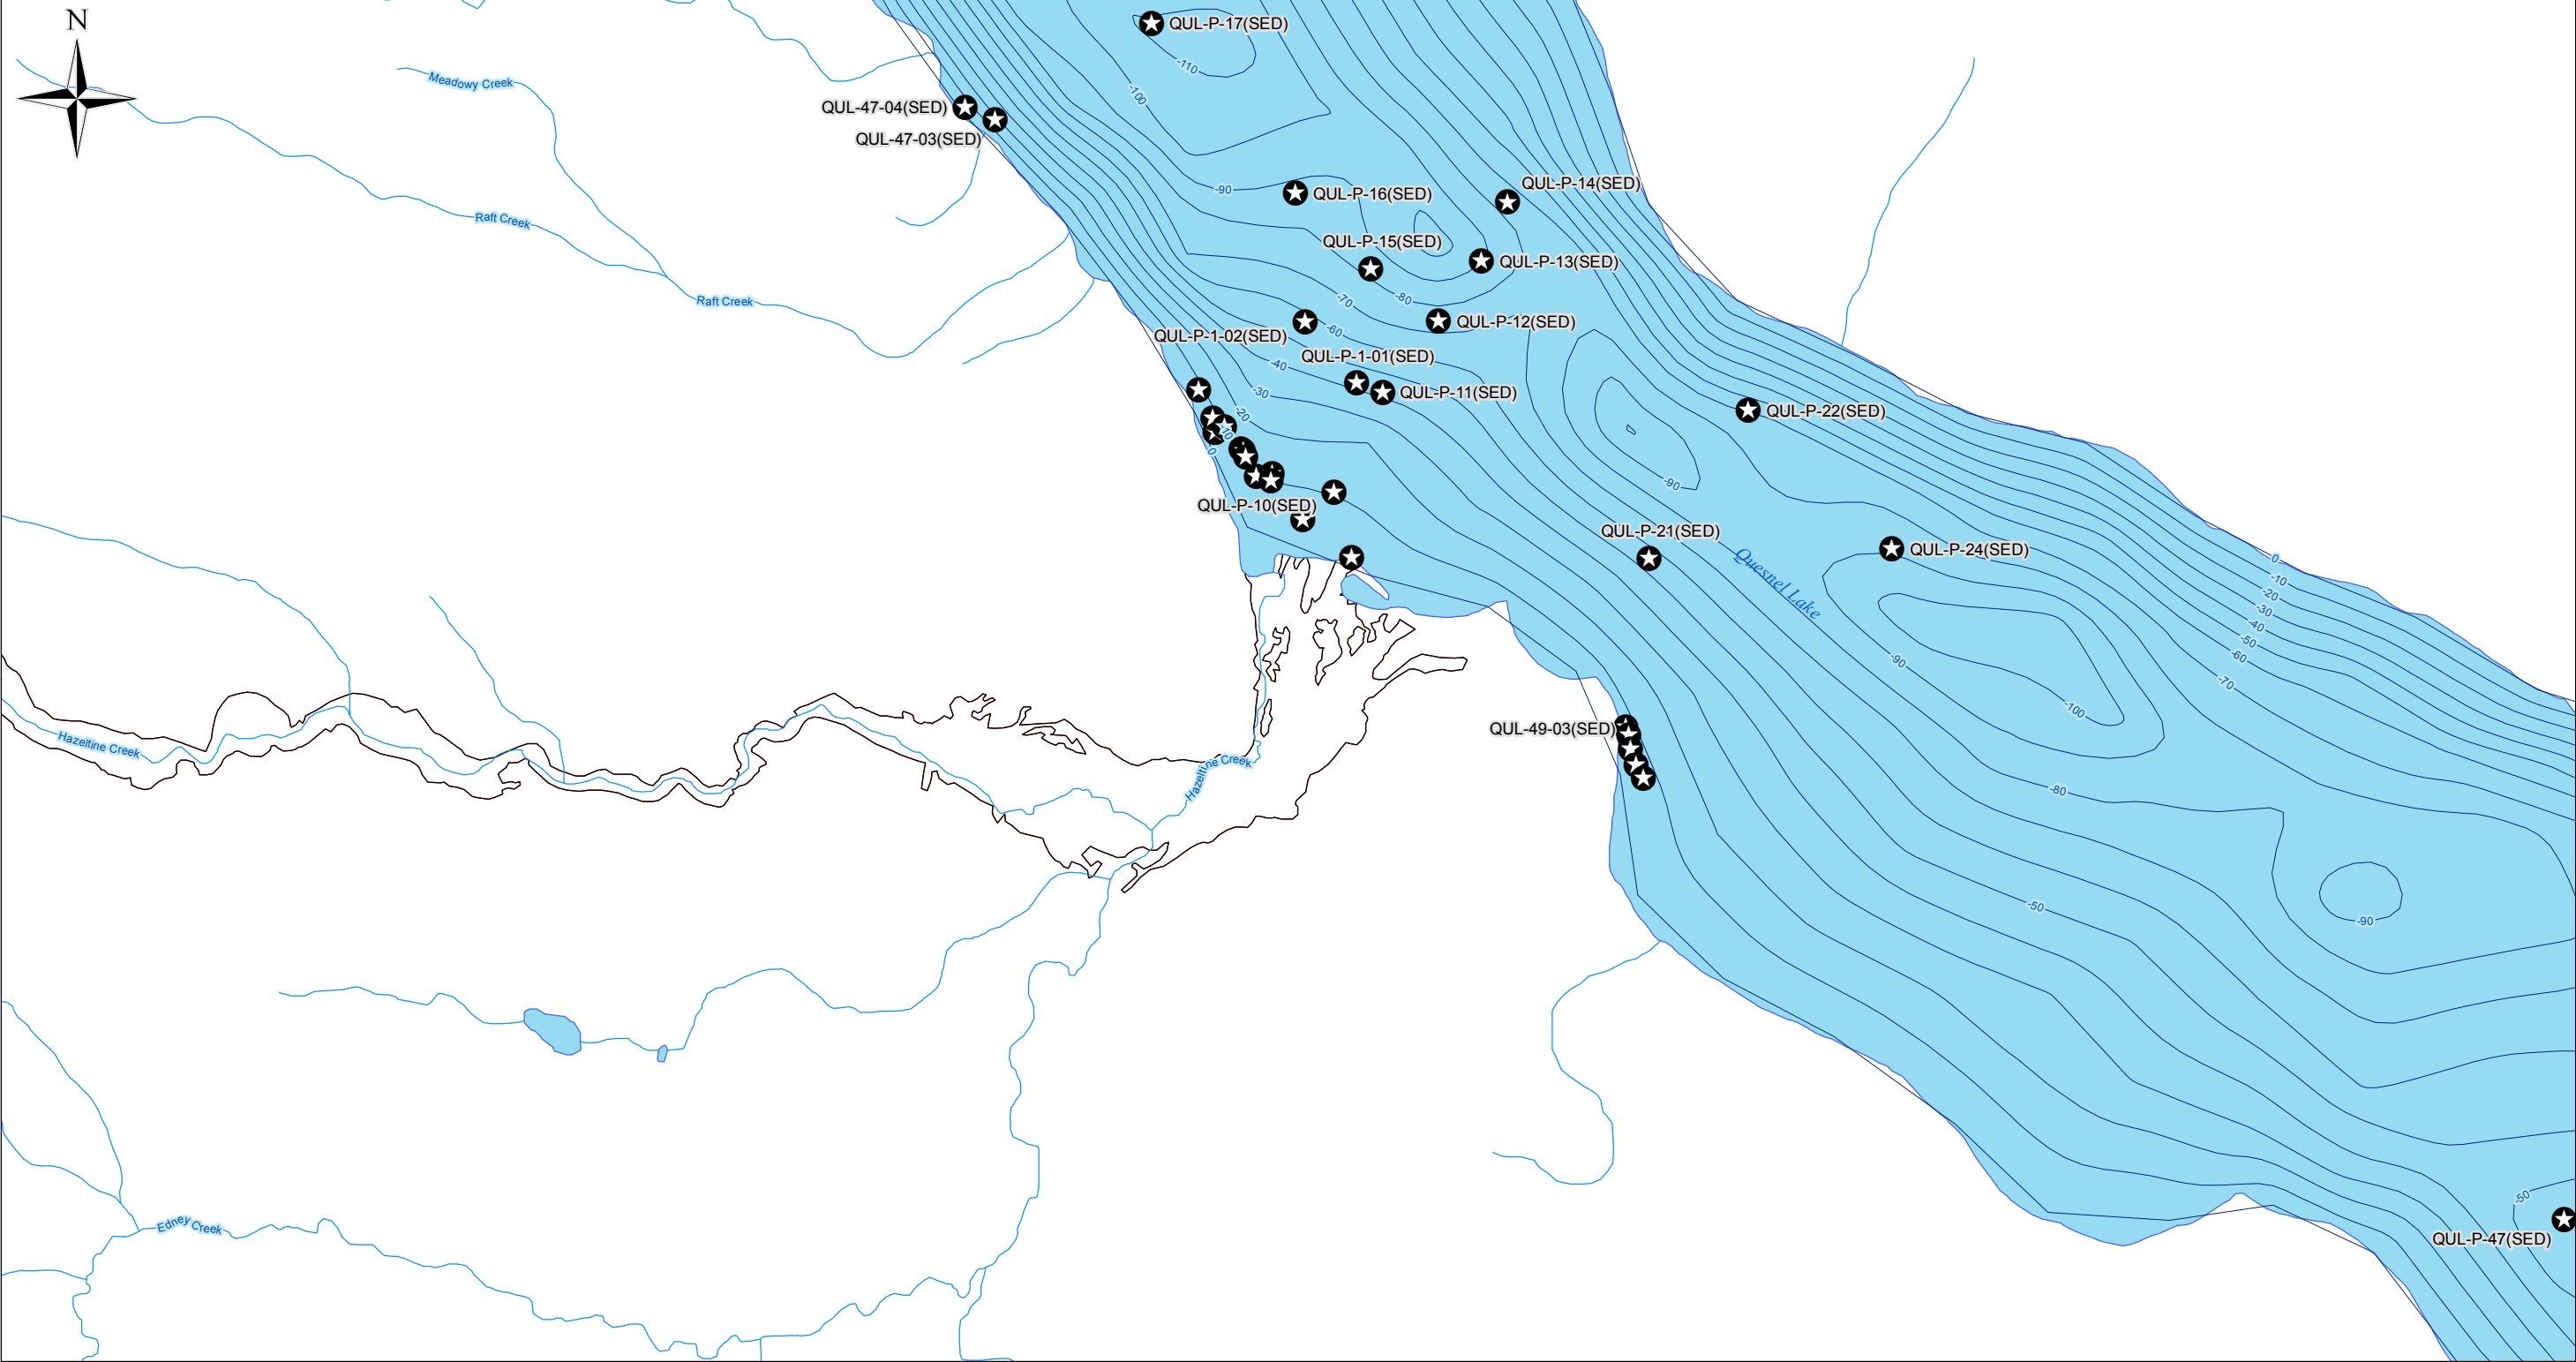 N
QUL-P-17(SED)
-110
Meadowy Creek
-100
QUL-47-04(SED)
QUL-47-03(SED)
-90
QUL-P-16(SED)
QUL-P-14(SED)
Raft Creek
QUL-P-15(SED)
QUL-P-13(SED)
Raft Creek
-70
-80
QUL-P-12(SED)
-60
QUL-P-1-02(SED)
QUL-P-1-01(SED)
-40
-30
QUL-P-11(SED)
-20
QUL-P-22(SED)
-10
0
-90
QUL-P-10(SED)
QUL-P-21(SED)
QUL-P-24(SED)
Quesnel Lake
0
-10
-20
-30
-40
-50
-60
-70
-90
-100
QUL-49-03(SED)
Hazeltine Creek
Hazeltine Creek
-80
-50
-90
-50
Edney Creek
QUL-P-47(SED)